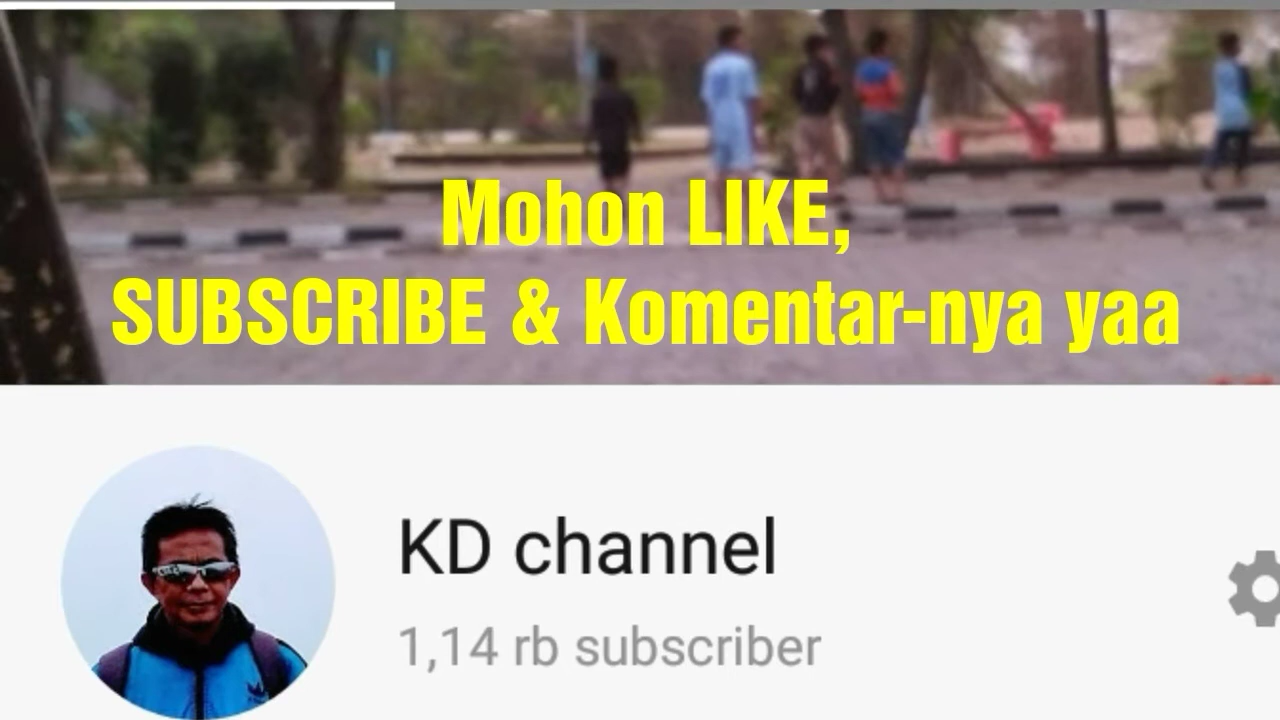 Mohon LIKE,
SUBSCRIBE & Komentar-nya yaa
KD channel
1,14 rb subscriber